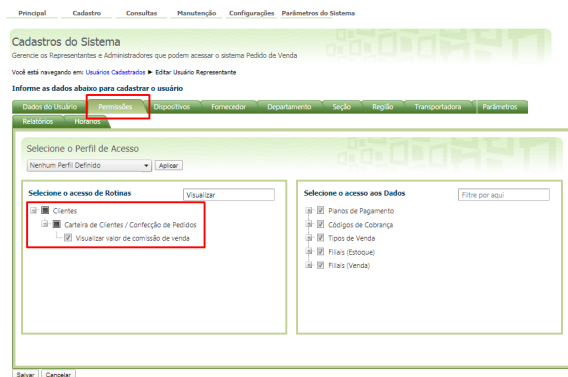 Principal Cadastro Consultas Manutenção Configurações Parâmetros do Sistema
Cadastros do Sistema
Gerencie os Representantes e Administradores que podem acessar o sistema Pedido de Venda
Você está navegando em: Usuários Cadastrados ► Editar Usuário Representante
Informe as dados abaixo para cadastrar o usuário
Dados do Usuário Permissões Dispositivos Fornecedor Departamento Seção Região Transportadora Parâmetros
Relatórios Horários
Selecione o Perfil de Acesso
Nenhum Perfil Definido Aplicar
Selecione o acesso de Rotinas Visualizar Selecione o acesso aos Dados Filtre por aqui
Clientes Planos de Pagamento
Carteira de Clientes / Confecção de Pedidos Códigos de Cobrança
Visualizar valor de comissão de venda Tipos de Venda
Filiais (Estoque)
Filiais (Venda)
Salvar Cancelar